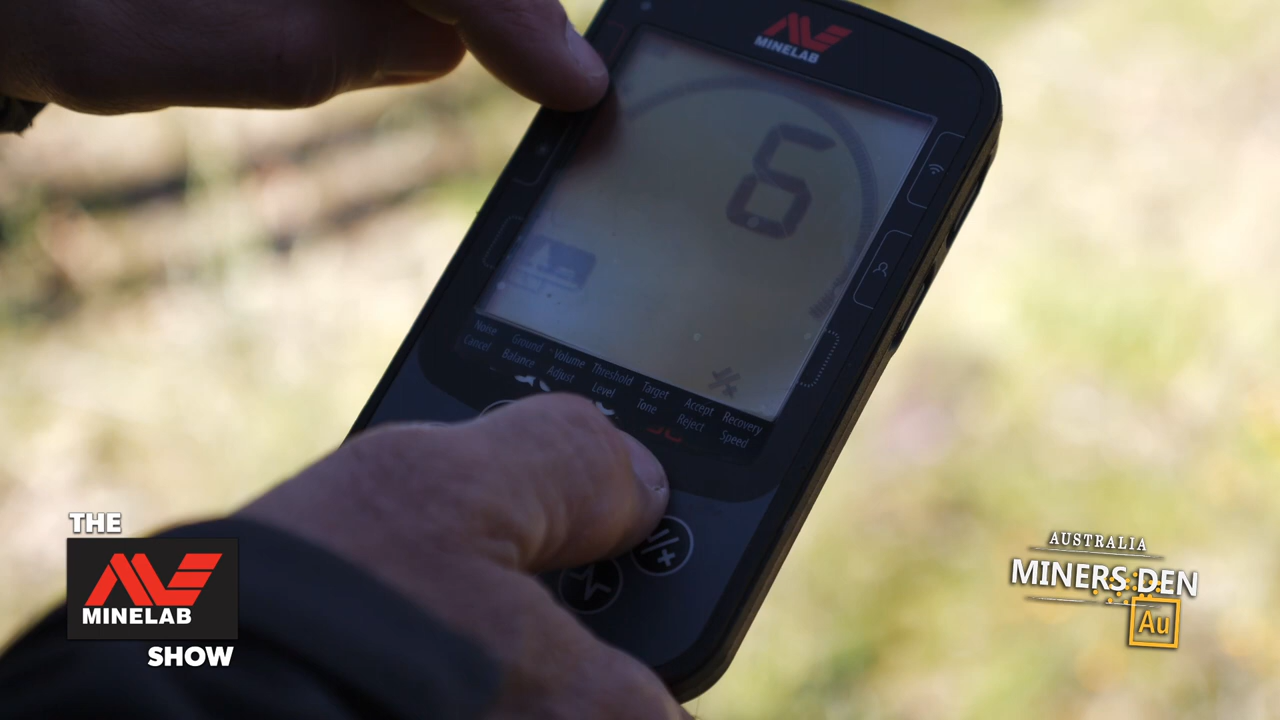 MINELAB
6
Noise Cancel
Ground Balance
Volume Adjust
Threshold Level
Target Tone
Accept Reject
Recovery Speed
THE
MINELAB
SHOW
AUSTRALIA
MINERS DEN
Au